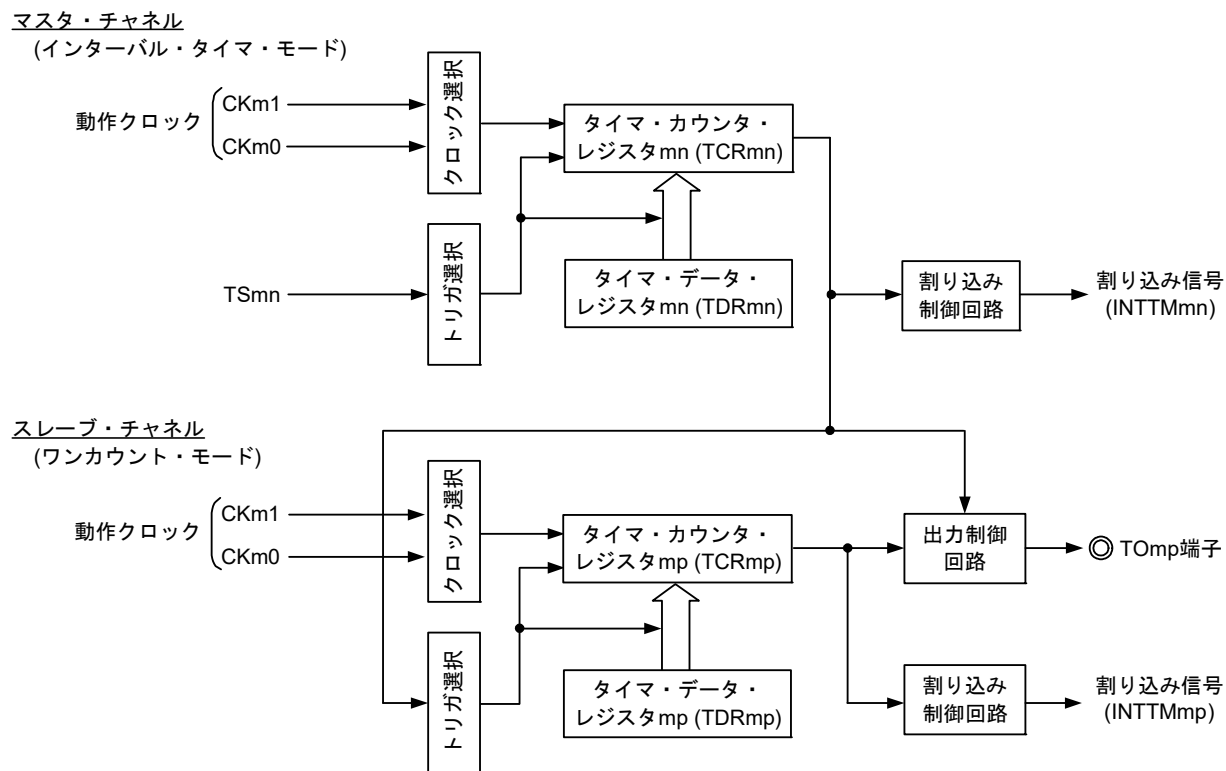 マスタ・チャネル
(インターバル・タイマ・モード)
動作クロック
CKm1
CKm0
クロック選択
タイマ・カウンタ・
レジスタmn (TCRmn)
TSmn
トリガ選択
タイマ・データ・
レジスタmn (TDRmn)
割り込み
制御回路
割り込み信号
(INTTMmn)
スレーブ・チャネル
(ワンカウント・モード)
動作クロック
CKm1
CKm0
クロック選択
タイマ・カウンタ・
レジスタmp (TCRmp)
出力制御
回路
TOmp端子
トリガ選択
タイマ・データ・
レジスタmp (TDRmp)
割り込み
制御回路
割り込み信号
(INTTMmp)